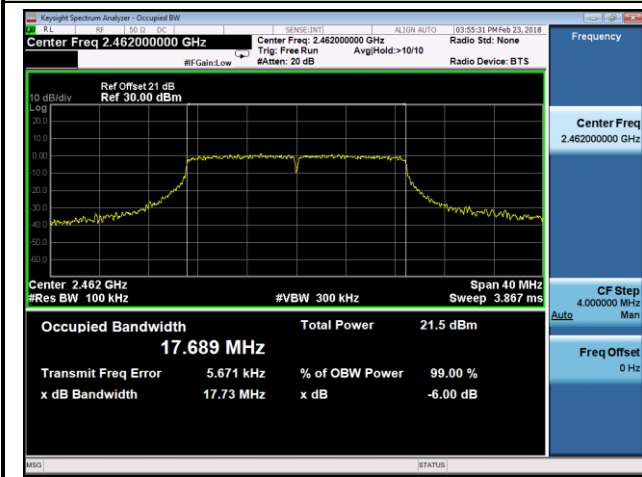 Keysight Spectrum Analyzer - Occupied BW
RL RF 50 Ω DC SENSE:INT ALIGN AUTO 03:55:31 PM Feb 23, 2018
Center Freq 2.462000000 GHz Center Freq: 2.462000000 GHz Radio Std: None
Trig: Free Run Avg|Hold:>10/10
#IFGain:Low #Atten: 20 dB Radio Device: BTS
Ref Offset 21 dB
10 dB/div Ref 30.00 dBm
Log
20.0
10.0
0.00
-10.0
-20.0
-30.0
-40.0
-50.0
-60.0
Center 2.462 GHz Span 40 MHz
#Res BW 100 kHz #VBW 300 kHz Sweep 3.867 ms
Occupied Bandwidth Total Power 21.5 dBm
17.689 MHz
Transmit Freq Error 5.671 kHz % of OBW Power 99.00 %
x dB Bandwidth 17.73 MHz x dB -6.00 dB
MSG STATUS
Frequency
Center Freq
2.462000000 GHz
CF Step
4.000000 MHz
Auto Man
Freq Offset
0 Hz